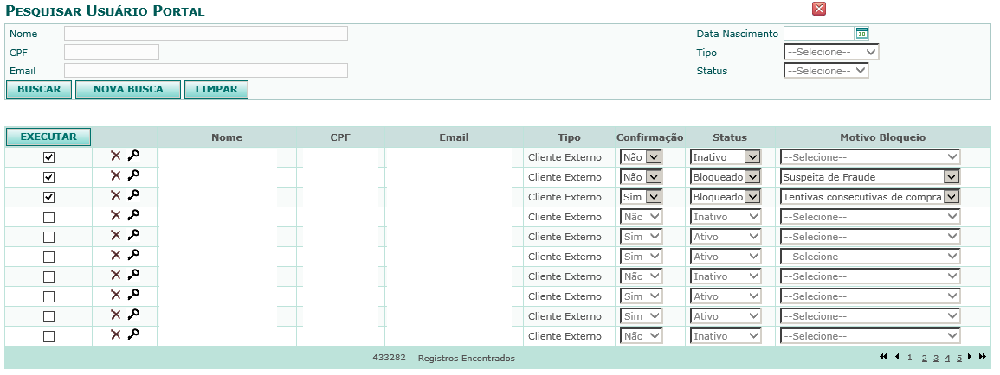 PESQUISAR USUÁRIO PORTAL
Nome Data Nascimento
CPF Tipo --Selecione--
Email Status --Selecione--
BUSCAR NOVA BUSCA LIMPAR
EXECUTAR Nome CPF Email Tipo Confirmação Status Motivo Bloqueio
Cliente Externo Não Inativo --Selecione--
Cliente Externo Não Bloqueado Suspeita de Fraude
Cliente Externo Sim Bloqueado Tentivas consecutivas de compra
Cliente Externo Não Inativo --Selecione--
Cliente Externo Sim Ativo --Selecione--
Cliente Externo Sim Ativo --Selecione--
Cliente Externo Não Inativo --Selecione--
Cliente Externo Sim Ativo --Selecione--
Cliente Externo Sim Ativo --Selecione--
Cliente Externo Não Inativo --Selecione--
433282 Registros Encontrados 1 2 3 4 5